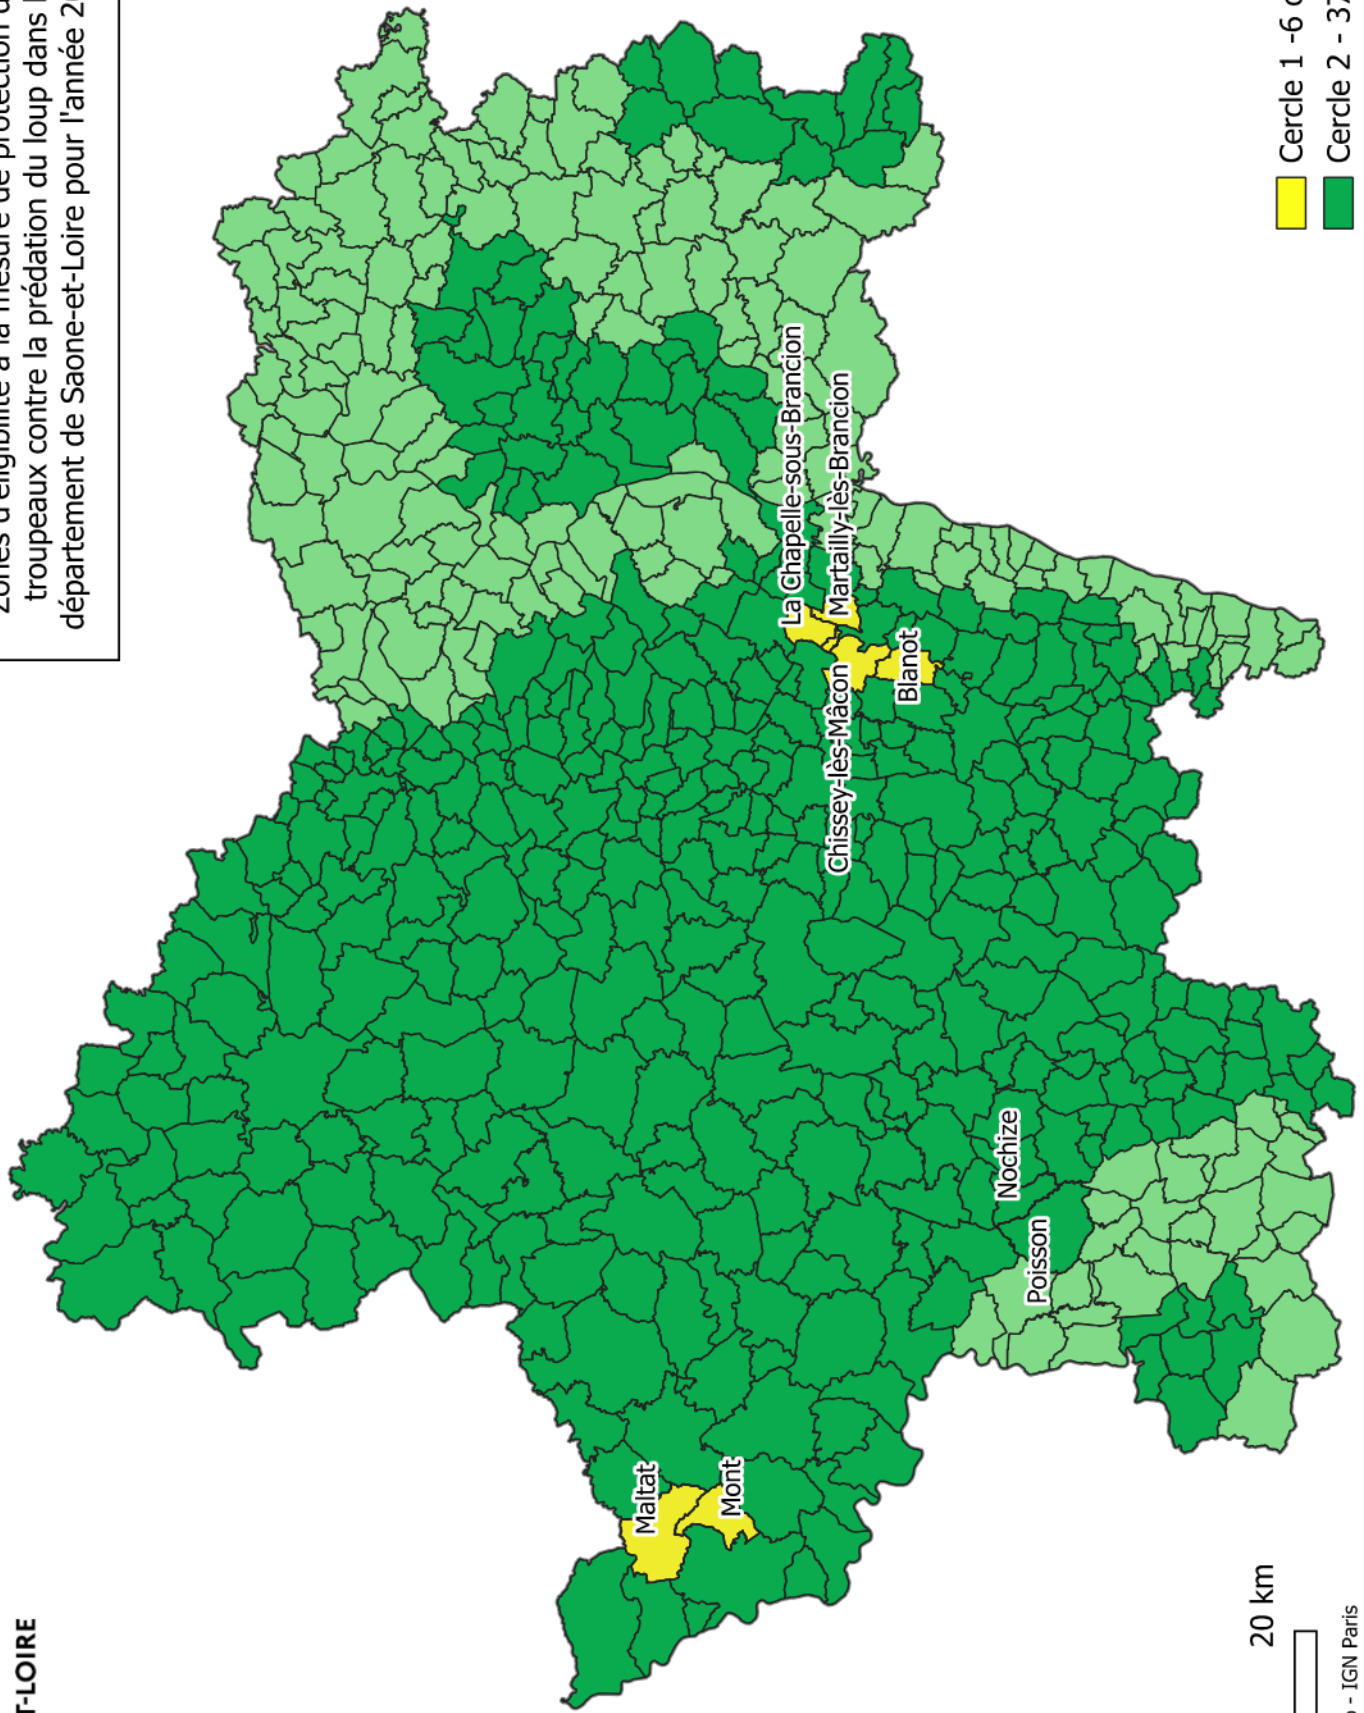 T-LOIRE
troupeaux contre la prédation du loup dans
département de Saone-et-Loire pour l'année
La Chapelle-sous-Brancion
Martailly-lès-Brancion
Chissey-lès-Mâcon
Blanot
Nochize
Poisson
Maltat
Mont
Cercle 1 -6
Cercle 2 - 37
20 km
- IGN Paris